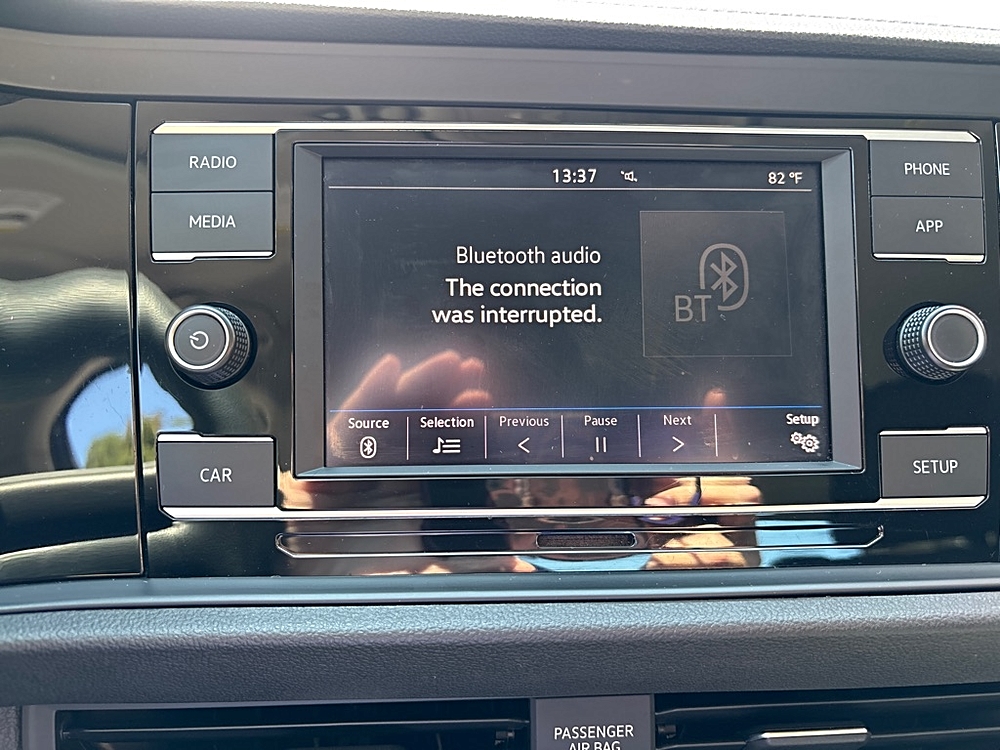 RADIO
MEDIA
CAR
13:37
82 °F
Bluetooth audio
The connection
was interrupted.
BT
Source
Selection
Previous
Pause
Next
Setup
PHONE
APP
SETUP
PASSENGER
AIR BAG